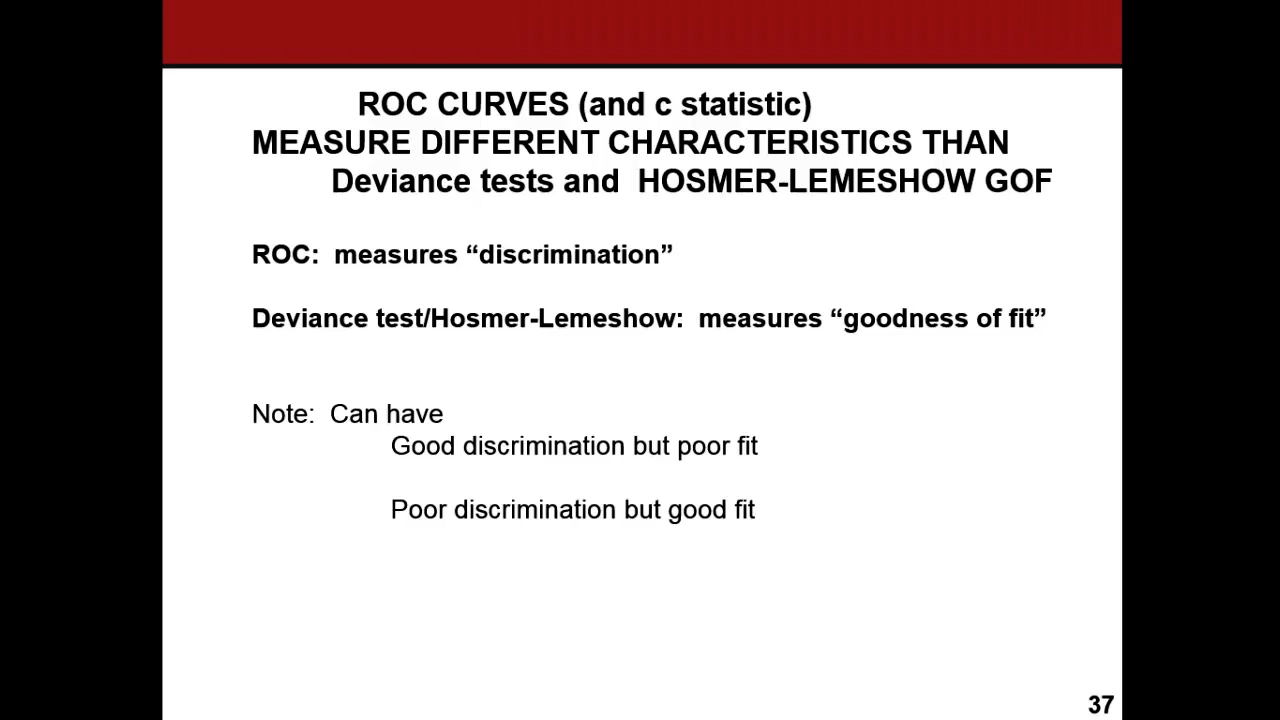 ROC CURVES (and c statistic)
MEASURE DIFFERENT CHARACTERISTICS THAN
Deviance tests and HOSMER-LEMESHOW GOF
ROC: measures “discrimination”
Deviance test/Hosmer-Lemeshow: measures “goodness of fit”
Note: Can have
Good discrimination but poor fit
Poor discrimination but good fit
37